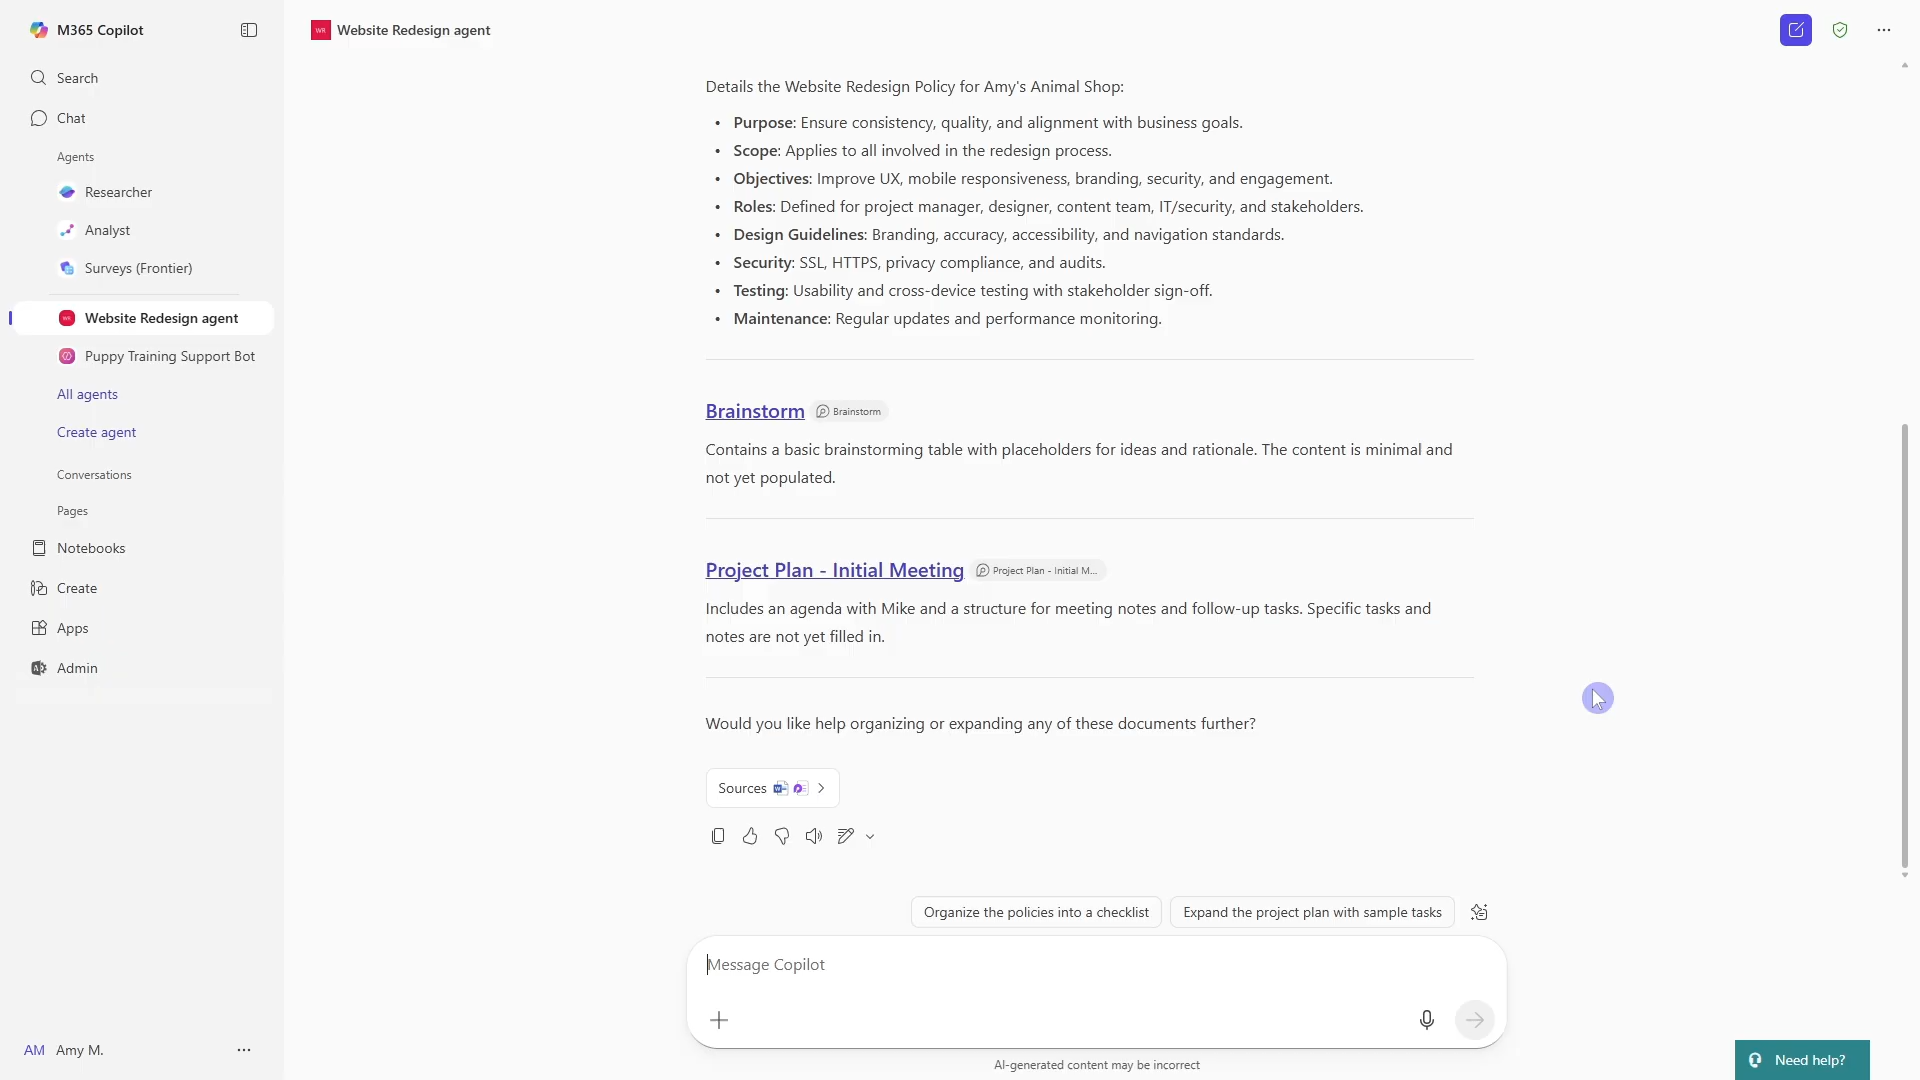 M365 Copilot
Search
Chat
Agents
Researcher
Analyst
Surveys (Frontier)
WR Website Redesign agent
Puppy Training Support Bot
All agents
Create agent
Conversations
Pages
Notebooks
Create
Apps
Admin
AM Amy M.
WR Website Redesign agent
Details the Website Redesign Policy for Amy's Animal Shop:
• Purpose: Ensure consistency, quality, and alignment with business goals.
• Scope: Applies to all involved in the redesign process.
• Objectives: Improve UX, mobile responsiveness, branding, security, and engagement.
• Roles: Defined for project manager, designer, content team, IT/security, and stakeholders.
• Design Guidelines: Branding, accuracy, accessibility, and navigation standards.
• Security: SSL, HTTPS, privacy compliance, and audits.
• Testing: Usability and cross-device testing with stakeholder sign-off.
• Maintenance: Regular updates and performance monitoring.
Brainstorm Brainstorm
Contains a basic brainstorming table with placeholders for ideas and rationale. The content is minimal and
not yet populated.
Project Plan - Initial Meeting Project Plan - Initial M...
Includes an agenda with Mike and a structure for meeting notes and follow-up tasks. Specific tasks and
notes are not yet filled in.
Would you like help organizing or expanding any of these documents further?
Sources
Organize the policies into a checklist Expand the project plan with sample tasks
Message Copilot
AI-generated content may be incorrect
Need help?